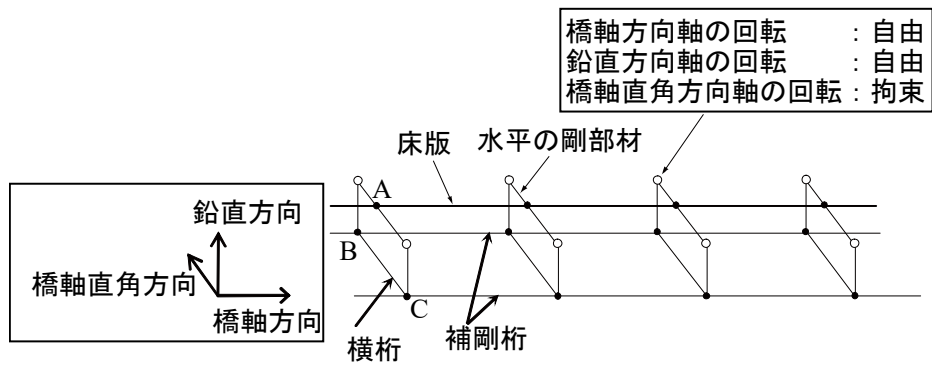 橋軸方向軸の回転 : 自由
鉛直方向軸の回転 : 自由
橋軸直角方向軸の回転 : 拘束
床版
水平の剛部材
A
鉛直方向
B
橋軸直角方向
橋軸方向
C
横桁
補剛桁